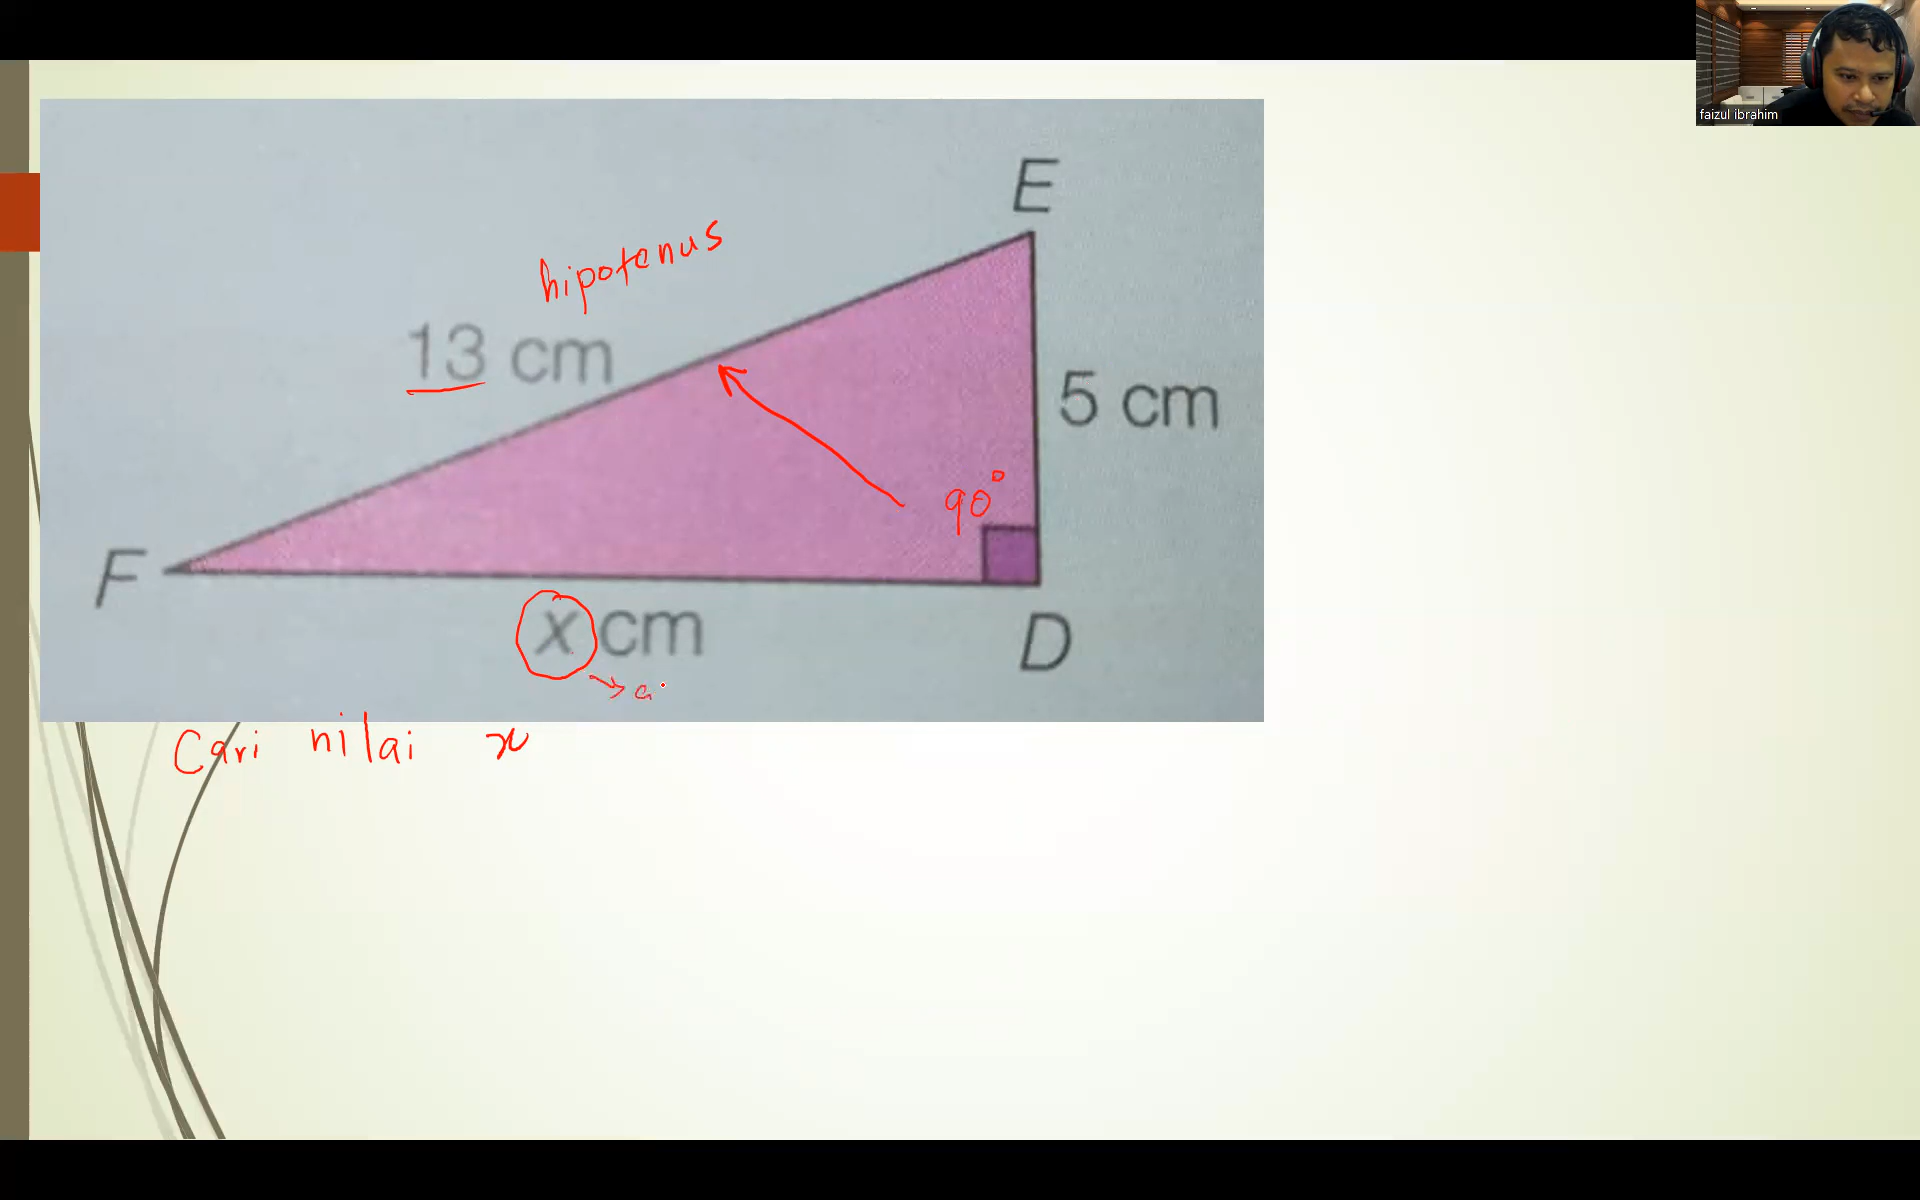 faizul ibrahim
E
hipotenus
13 cm
5 cm
90°
F
x cm
D
→ a
Cari nilai x